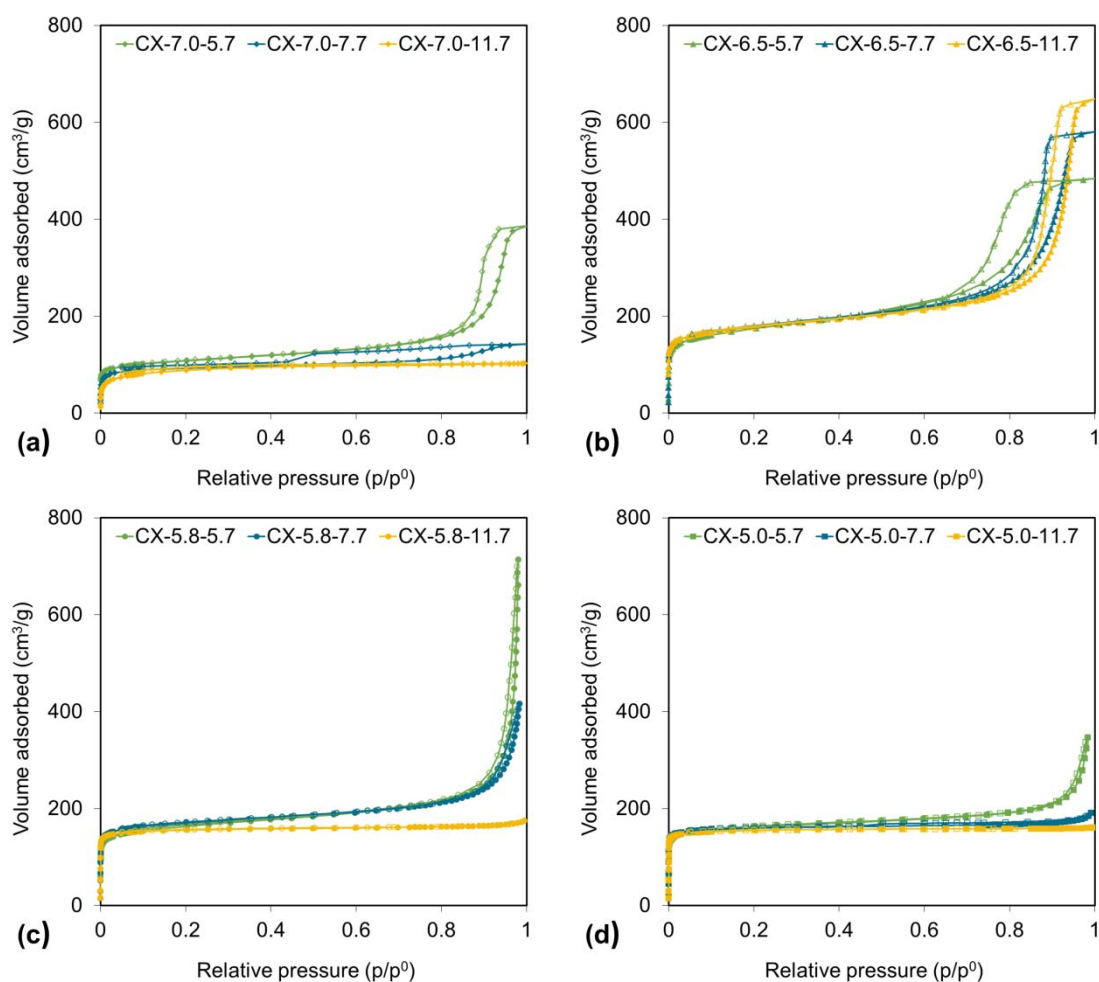 800
600
400
200
0
Volume adsorbed (cm³/g)
CX-7.0-5.7 CX-7.0-7.7 CX-7.0-11.7
0 0.2 0.4 0.6 0.8 1
Relative pressure (p/p⁰)
(a)
800
600
400
200
0
Volume adsorbed (cm³/g)
CX-6.5-5.7 CX-6.5-7.7 CX-6.5-11.7
0 0.2 0.4 0.6 0.8 1
Relative pressure (p/p⁰)
(b)
800
600
400
200
0
Volume adsorbed (cm³/g)
CX-5.8-5.7 CX-5.8-7.7 CX-5.8-11.7
0 0.2 0.4 0.6 0.8 1
Relative pressure (p/p⁰)
(c)
800
600
400
200
0
Volume adsorbed (cm³/g)
CX-5.0-5.7 CX-5.0-7.7 CX-5.0-11.7
0 0.2 0.4 0.6 0.8 1
Relative pressure (p/p⁰)
(d)